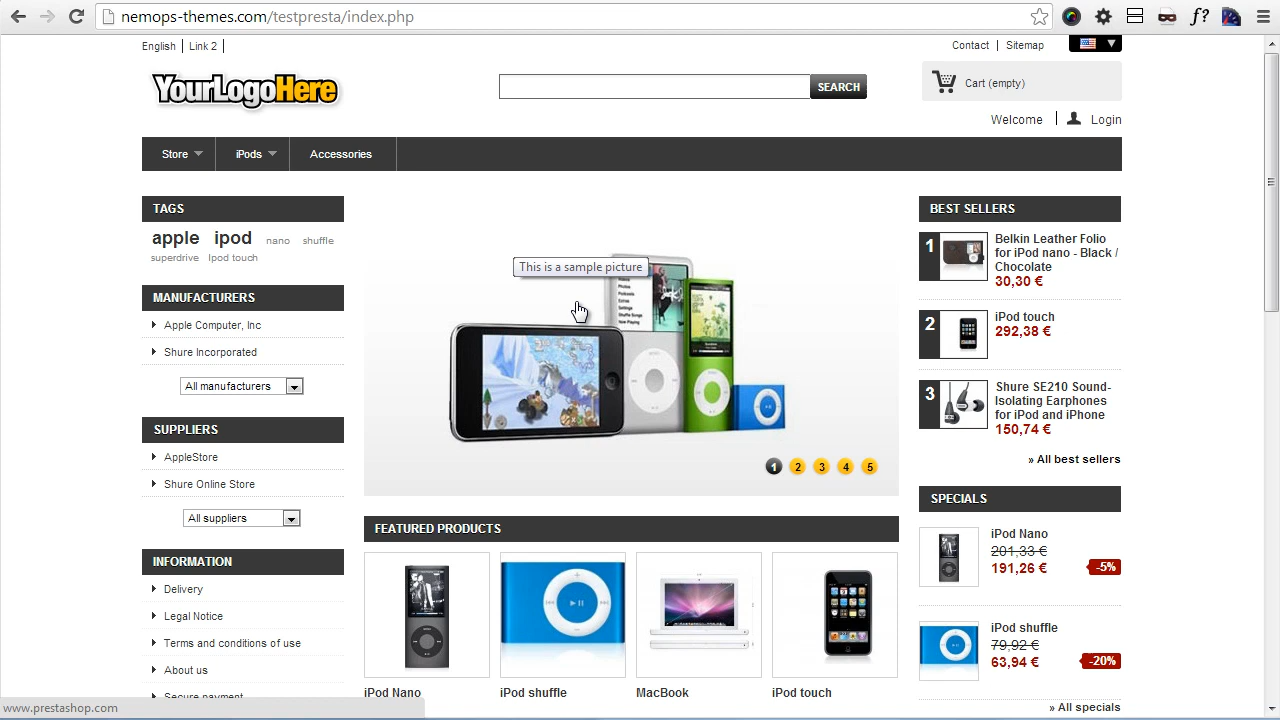 nemops-themes.com/testpresta/index.php
English
Link 2
Contact
Sitemap
YourLogoHere
SEARCH
Cart (empty)
Welcome
Login
Store
iPods
Accessories
TAGS
apple ipod nano shuffle
superdrive Ipod touch
MANUFACTURERS
Apple Computer, Inc
Shure Incorporated
All manufacturers
SUPPLIERS
AppleStore
Shure Online Store
All suppliers
INFORMATION
Delivery
Legal Notice
Terms and conditions of use
About us
Secure payment
www.prestashop.com
This is a sample picture
1 2 3 4 5
FEATURED PRODUCTS
iPod Nano
iPod shuffle
MacBook
iPod touch
BEST SELLERS
1
Belkin Leather Folio
for iPod nano - Black /
Chocolate
30,30 €
2
iPod touch
292,38 €
3
Shure SE210 Sound-
Isolating Earphones
for iPod and iPhone
150,74 €
» All best sellers
SPECIALS
iPod Nano
201,33 €
191,26 €
-5%
iPod shuffle
79,92 €
63,94 €
-20%
» All specials